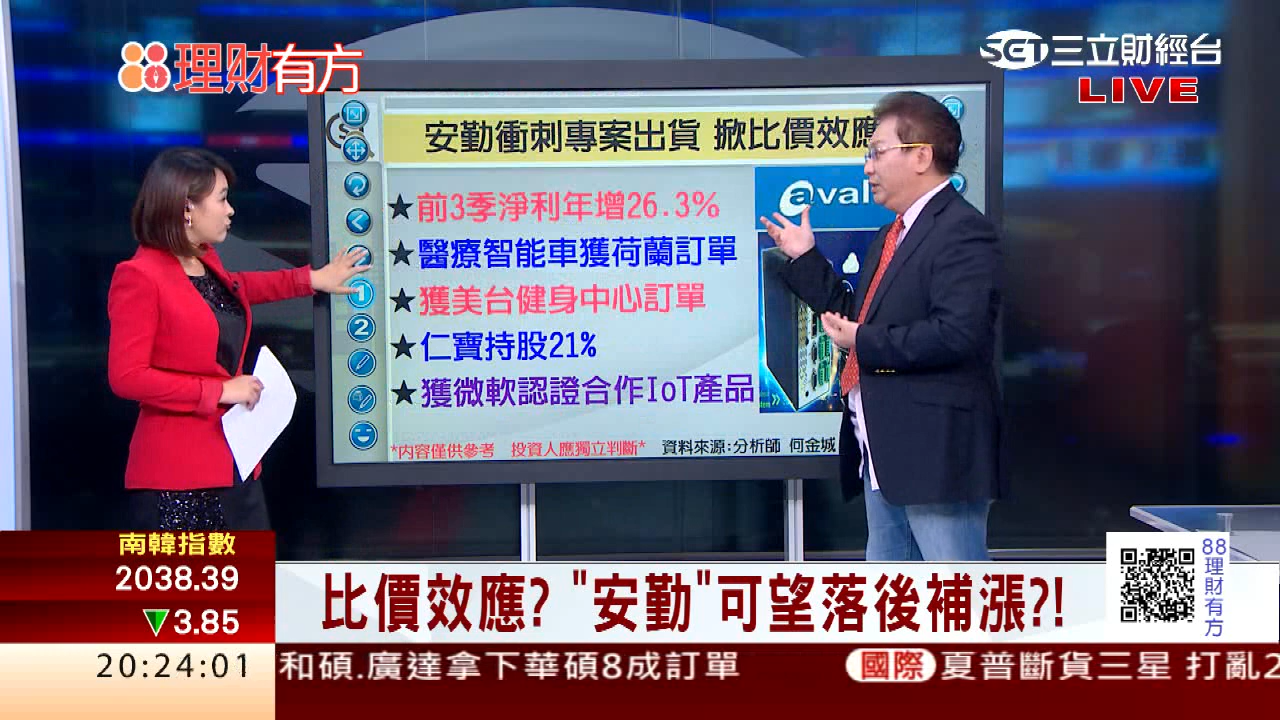 88理財有方
SET三立財經台
LIVE
安勤衝刺專案出貨 掀比價效應
aval
★前3季淨利年增26.3%
★醫療智能車獲荷蘭訂單
★獲美台健身中心訂單
★仁寶持股21%
★獲微軟認證合作IoT產品
1
2
*內容僅供參考 投資人應獨立判斷* 資料來源:分析師 何金城
南韓指數
2038.39
▼3.85
比價效應? "安勤"可望落後補漲?!
88理財有方
20:24:01
和碩.廣達拿下華碩8成訂單 國際 夏普斷貨三星 打亂2